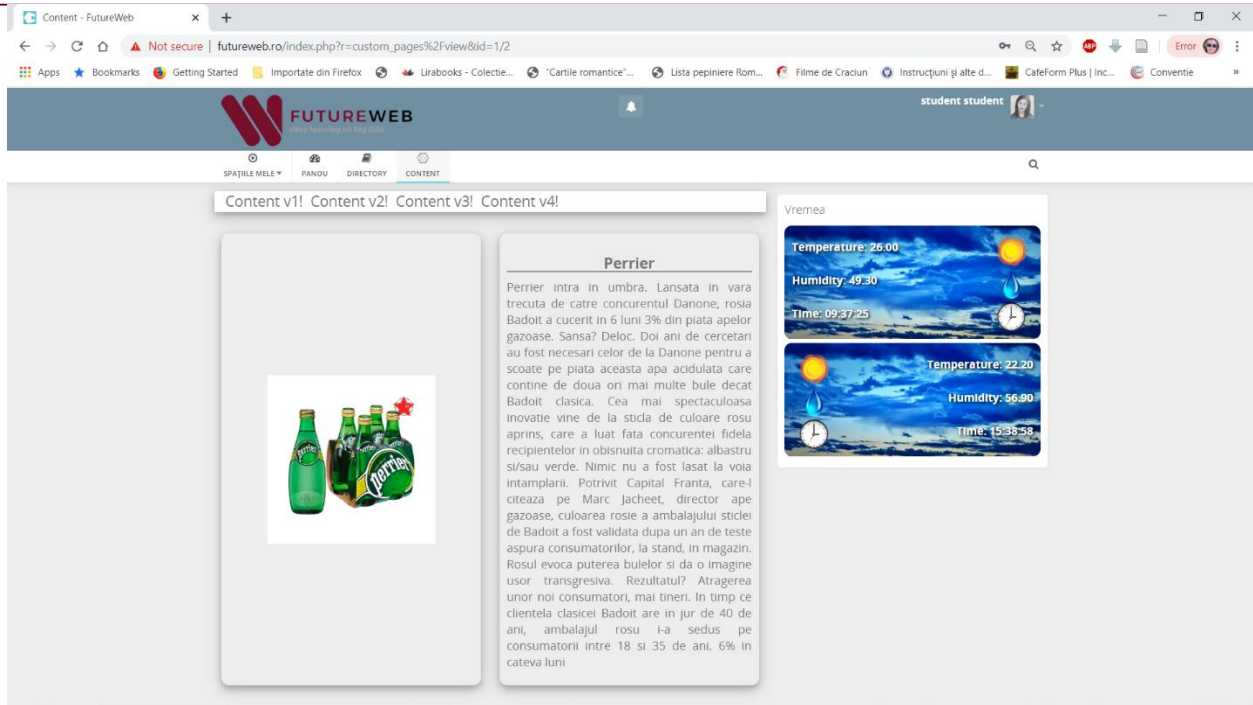 Content - FutureWeb
Not secure | futureweb.ro/index.php?r=custom_pages%2Fview&id=1/2
Error
Apps Bookmarks Getting Started Importate din Firefox Lirabooks - Colectie... "Cartile romantice"... Lista pepiniere Rom... Filme de Craciun Instrucțiuni și alte d... CafeForm Plus | Inc... Conventie »
FUTUREWEB
deep learning on big data
student student
SPAȚIILE MELE PANOU DIRECTORY CONTENT
Content v1! Content v2! Content v3! Content v4!
perrier
perrier
Perrier
Perrier intra in umbra. Lansata in vara
trecuta de catre concurentul Danone, rosia
Badoit a cucerit in 6 luni 3% din piata apelor
gazoase. Sansa? Deloc. Doi ani de cercetari
au fost necesari celor de la Danone pentru a
scoate pe piata aceasta apa acidulata care
contine de doua ori mai multe bule decat
Badoit clasica. Cea mai spectaculoasa
inovatie vine de la sticla de culoare rosu
aprins, care a luat fata concurentei fidela
recipientelor in obisnuita cromatica: albastru
si/sau verde. Nimic nu a fost lasat la voia
intamplarii. Potrivit Capital Franta, care-l
citeaza pe Marc Jacheet, director ape
gazoase, culoarea rosie a ambalajului sticlei
de Badoit a fost validata dupa un an de teste
aspura consumatorilor, la stand, in magazin.
Rosul evoca puterea bulelor si da o imagine
usor transgresiva. Rezultatul? Atragerea
unor noi consumatori, mai tineri. In timp ce
clientela clasicei Badoit are in jur de 40 de
ani, ambalajul rosu i-a sedus pe
consumatorii intre 18 si 35 de ani. 6% in
cateva luni
Vremea
Temperature: 26.00
Humidity: 49.30
Time: 09:37:25
Temperature: 22.20
Humidity: 56.90
Time: 15:38:58